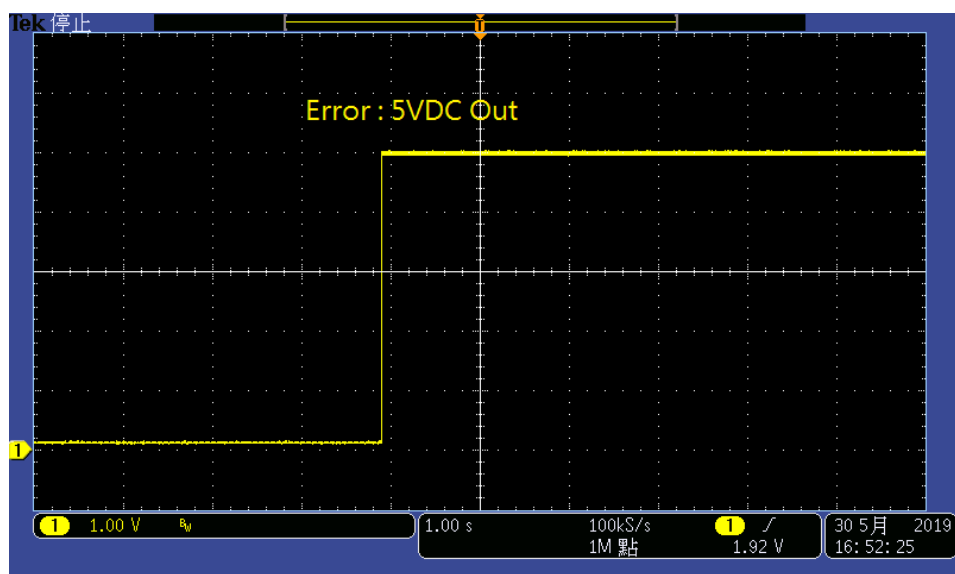 Tek 停止
T
Error : 5VDC Out
1
1 1.00 V BW
1.00 s 100kS/s 1 /
1M 點 1.92 V
30 5月 2019
16:52:25